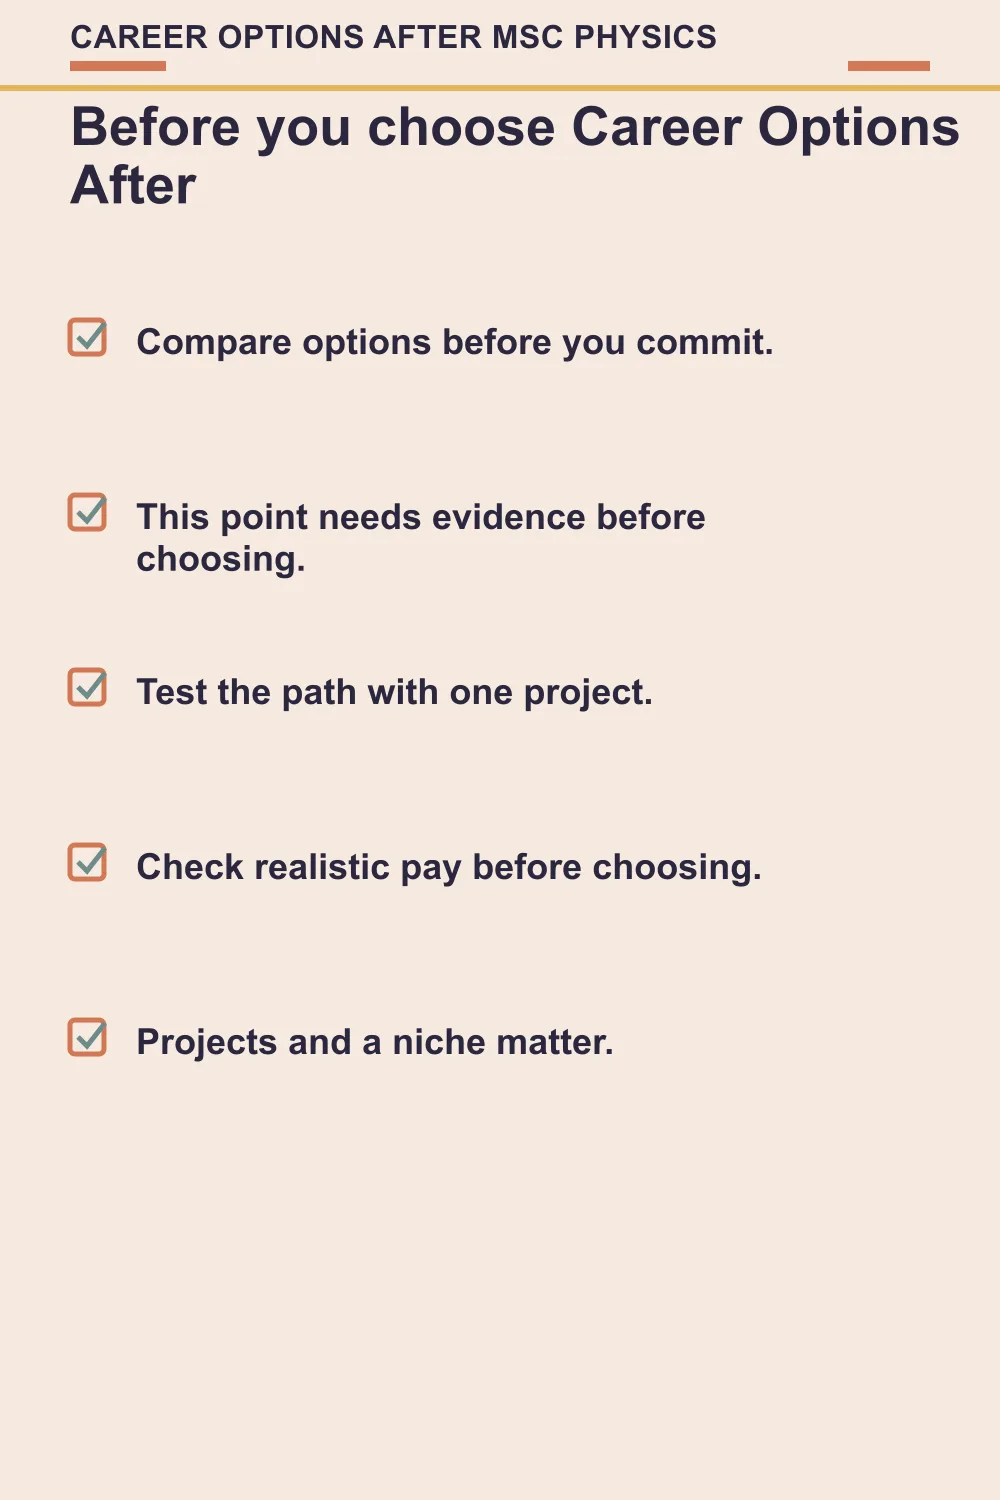 CAREER OPTIONS AFTER MSC PHYSICS
Before you choose Career Options
After
Compare options before you commit.
This point needs evidence before
choosing.
Test the path with one project.
Check realistic pay before choosing.
Projects and a niche matter.